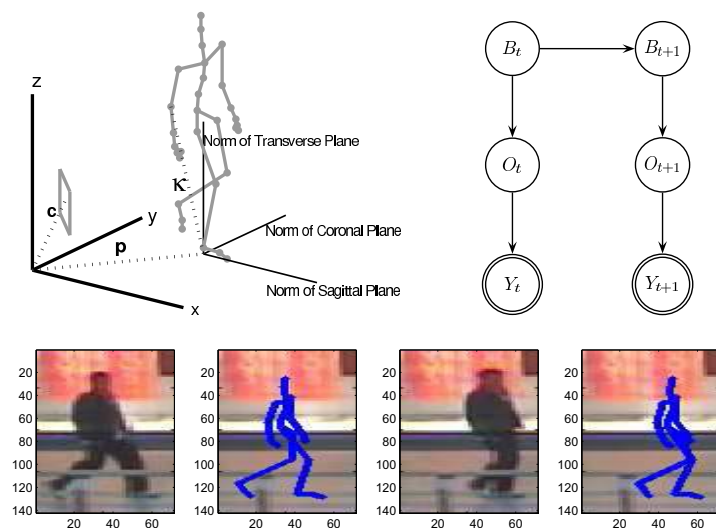 z
y
x
c
p
κ
Norm of Transverse Plane
Norm of Coronal Plane
Norm of Sagittal Plane
B_t B_{t+1}
O_t O_{t+1}
Y_t Y_{t+1}
20 20 20 20
40 40 40 40
60 60 60 60
80 80 80 80
100 100 100 100
120 120 120 120
140 140 140 140
20 40 60 20 40 60 20 40 60 20 40 60